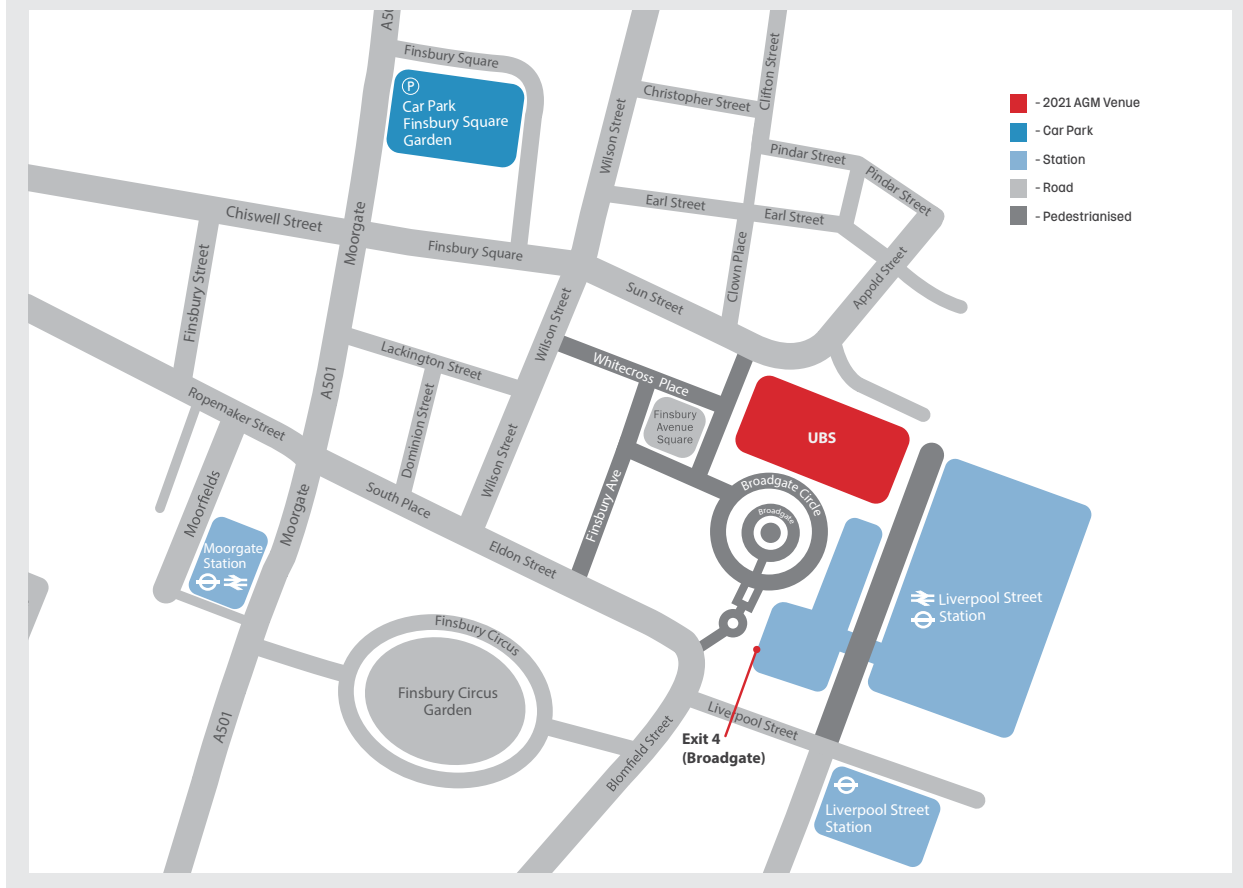 A50
Finsbury Square
P
Car Park
Finsbury Square
Garden
Wilson Street
Christopher Street
Clifton Street
Pindar Street
Pindar Street
- 2021 AGM Venue
- Car Park
- Station
- Road
- Pedestrianised
Chiswell Street
Moorgate
Finsbury Square
Earl Street
Earl Street
Clown Place
Appold Street
Finsbury Street
Sun Street
Wilson Street
Lackington Street
A501
Ropemaker Street
Dominion Street
Whitecross Place
Finsbury
Avenue
Square
UBS
Wilson Street
South Place
Moorfields
Moorgate
Finsbury Ave
Broadgate Circle
Broadgate
Eldon Street
Moorgate
Station
Liverpool Street
Station
Finsbury Circus
Finsbury Circus
Garden
A501
Blomfield Street
Liverpool Street
Exit 4
(Broadgate)
Liverpool Street
Station